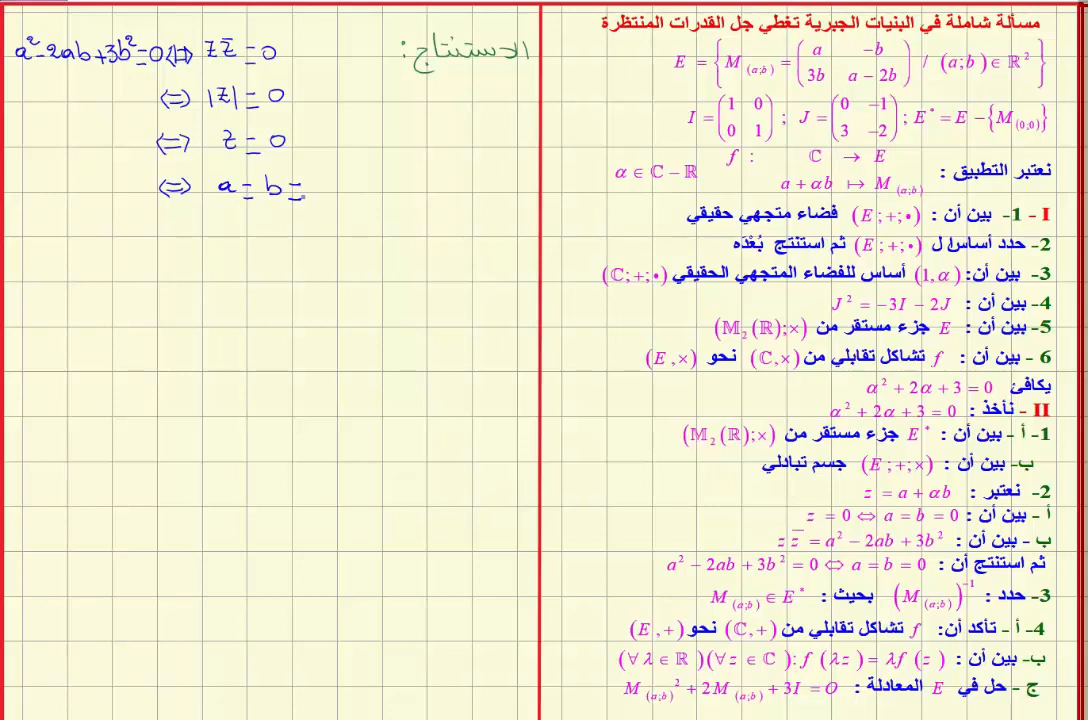 مسألة شاملة في البنيات الجبرية تغطي جل القدرات المنتظرة
E = { M_(a;b) = ( a  -b ; 3b  a - 2b ) / (a;b) ∈ ℝ² }
I = ( 1  0 ; 0  1 ) ; J = ( 0  -1 ; 3  -2 ) ; E* = E - {M_(0;0)}
نعتبر التطبيق : f : ℂ → E   α ∈ ℂ - ℝ
a + αb ↦ M_(a;b)
I - 1- بين أن : (E;+;•) فضاء متجهي حقيقي
2- حدد أساسا ل (E;+;•) ثم استنتج بُعْدَه
3- بين أن: (1,α) أساس للفضاء المتجهي الحقيقي (ℂ;+;•)
4- بين أن : J² = -3I - 2J
5- بين أن : E جزء مستقر من (𝕄₂(ℝ);×)
6 - بين أن : f تشاكل تقابلي من (ℂ,×) نحو (E,×)
يكافئ α² + 2α + 3 = 0
II - نأخذ : α² + 2α + 3 = 0
1- أ - بين أن : E* جزء مستقر من (𝕄₂(ℝ);×)
ب- بين أن : (E;+;×) جسم تبادلي
2- نعتبر : z = a + αb
أ - بين أن : z = 0 ⇔ a = b = 0
ب - بين أن : z z̄ = a² - 2ab + 3b²
ثم استنتج أن : a² - 2ab + 3b² = 0 ⇔ a = b = 0
3- حدد : (M_(a;b))⁻¹ بحيث : M_(a;b) ∈ E*
4- أ - تأكد أن: f تشاكل تقابلي من (ℂ,+) نحو (E,+)
ب- بين أن : (∀λ ∈ ℝ)(∀z ∈ ℂ): f(λz) = λf(z)
ج - حل في E المعادلة : M_(a;b)² + 2M_(a;b) + 3I = O
الاستنتاج :
a² - 2ab + 3b² = 0 ⇔ z z̄ = 0
⇔ |z| = 0
⇔ z = 0
⇔ a = b =